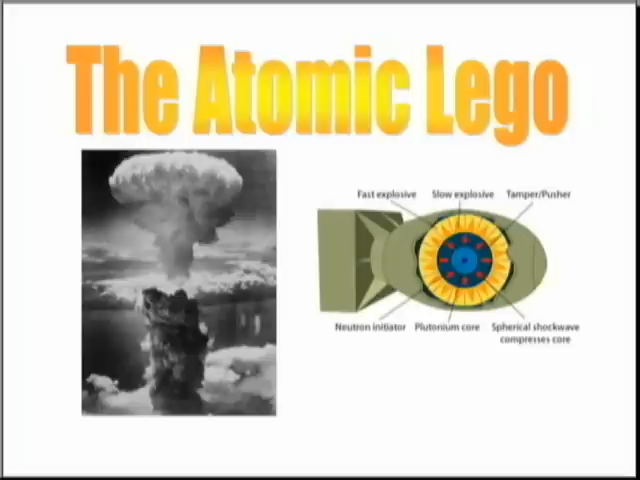 The Atomic Lego
Fast explosive Slow explosive Tamper/Pusher
Neutron initiator Plutonium core Spherical shockwave
compresses core